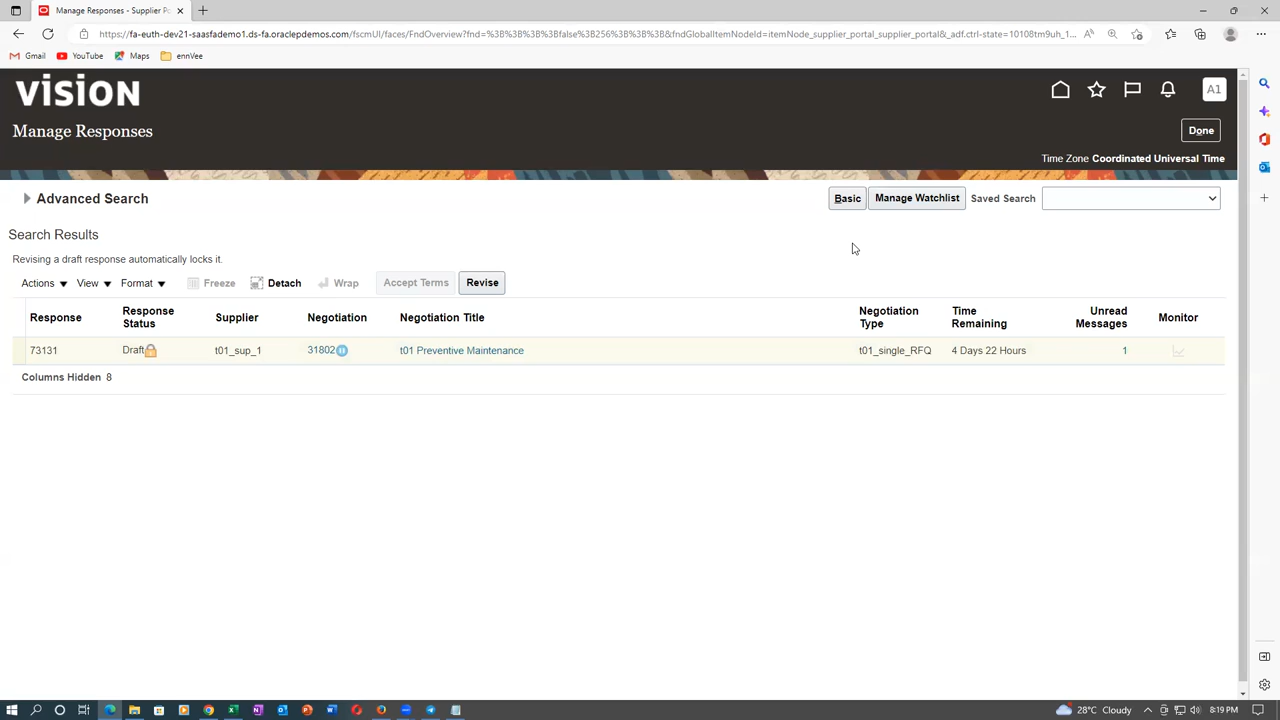 Manage Responses - Supplier Po
https://fa-euth-dev21-saasfademo1.ds-fa.oraclepdemos.com/fscmUI/faces/FndOverview?fnd=%3B%3B%3B%3Bfalse%3B256%3B%3B%3B&fndGlobalItemNodeId=itemNode_supplier_portal_supplier_portal&_adf.ctrl-state=10108tm9uh_1...
Gmail YouTube Maps ennVee
VISION
Manage Responses
A1
Done
Time Zone Coordinated Universal Time
Advanced Search
Basic Manage Watchlist Saved Search
Search Results
Revising a draft response automatically locks it.
Actions View Format Freeze Detach Wrap Accept Terms Revise
Response Response Status Supplier Negotiation Negotiation Title Negotiation Type Time Remaining Unread Messages Monitor
73131 Draft t01_sup_1 31802 t01 Preventive Maintenance t01_single_RFQ 4 Days 22 Hours 1
Columns Hidden 8
28°C Cloudy 8:19 PM